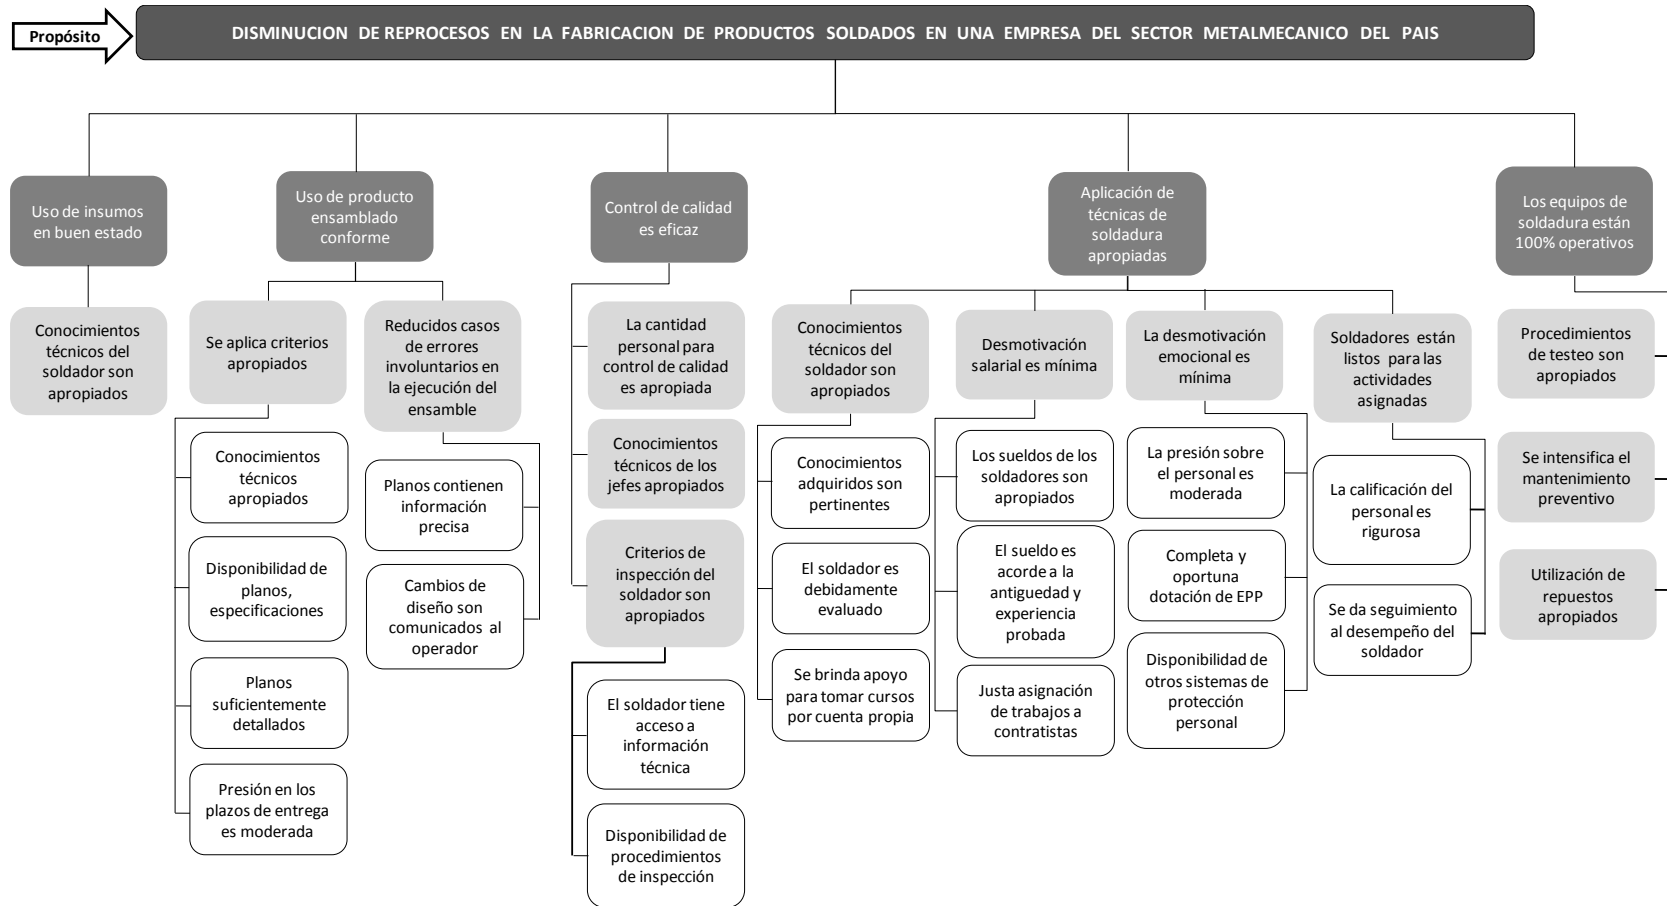 Propósito
DISMINUCION DE REPROCESOS EN LA FABRICACION DE PRODUCTOS SOLDADOS EN UNA EMPRESA DEL SECTOR METALMECANICO DEL PAIS
Uso de insumos
en buen estado
Uso de producto
ensamblado
conforme
Control de calidad
es eficaz
Aplicación de
técnicas de
soldadura
apropiadas
Los equipos de
soldadura están
100% operativos
Conocimientos
técnicos del
soldador son
apropiados
Se aplica criterios
apropiados
Reducidos casos
de errores
involuntarios en
la ejecución del
ensamble
La cantidad
personal para
control de calidad
es apropiada
Conocimientos
técnicos del
soldador son
apropiados
Desmotivación
salarial es mínima
La desmotivación
emocional es
mínima
Soldadores están
listos para las
actividades
asignadas
Procedimientos
de testeo son
apropiados
Conocimientos
técnicos
apropiados
Planos contienen
información
precisa
Conocimientos
técnicos de los
jefes apropiados
Conocimientos
adquiridos son
pertinentes
Los sueldos de los
soldadores son
apropiados
La presión sobre
el personal es
moderada
La calificación del
personal es
rigurosa
Se intensifica el
mantenimiento
preventivo
Disponibilidad de
planos,
especificaciones
Cambios de
diseño son
comunicados al
operador
Criterios de
inspección del
soldador son
apropiados
El soldador es
debidamente
evaluado
El sueldo es
acorde a la
antiguedad y
experiencia
probada
Completa y
oportuna
dotación de EPP
Se da seguimiento
al desempeño del
soldador
Utilización de
repuestos
apropiados
Planos
suficientemente
detallados
El soldador tiene
acceso a
información
técnica
Se brinda apoyo
para tomar cursos
por cuenta propia
Justa asignación
de trabajos a
contratistas
Disponibilidad de
otros sistemas de
protección
personal
Presión en los
plazos de entrega
es moderada
Disponibilidad de
procedimientos
de inspección